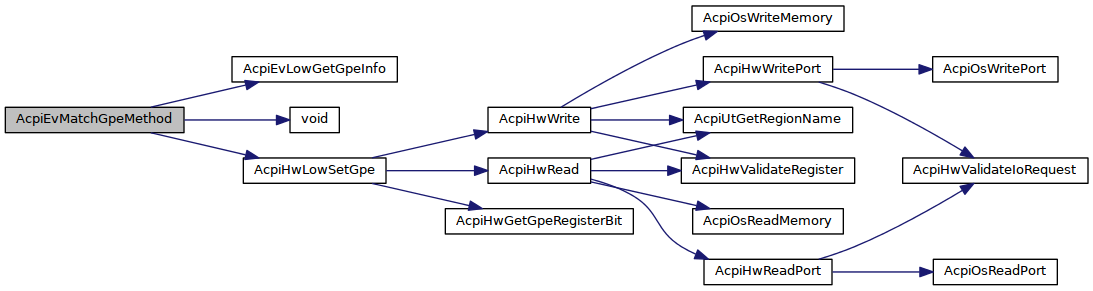 AcpiOsWriteMemory
AcpiEvLowGetGpeInfo
AcpiHwWritePort
AcpiOsWritePort
AcpiEvMatchGpeMethod
void
AcpiHwWrite
AcpiUtGetRegionName
AcpiHwLowSetGpe
AcpiHwRead
AcpiHwValidateRegister
AcpiHwValidateIoRequest
AcpiHwGetGpeRegisterBit
AcpiOsReadMemory
AcpiHwReadPort
AcpiOsReadPort